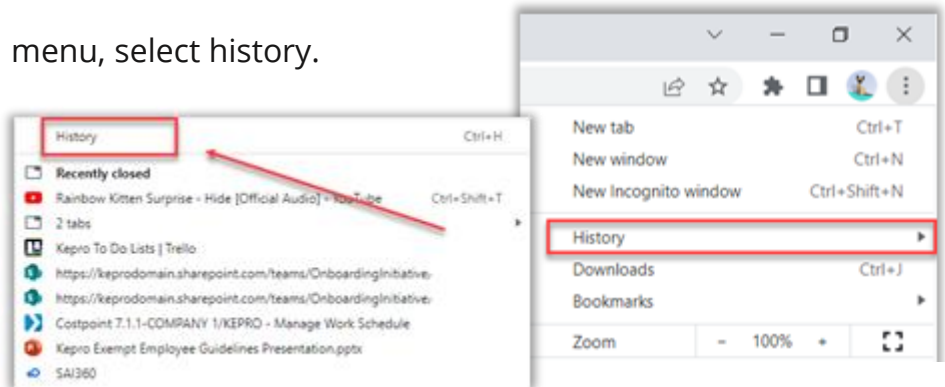 menu, select history.
History Ctrl+H
Recently closed
Rainbow Kitten Surprise - Hide [Official Audio] - YouTube Ctrl+Shift+T
2 tabs
Kepro To Do Lists | Trello
https://keprodomain.sharepoint.com/teams/OnboardingInitiative
https://keprodomain.sharepoint.com/teams/OnboardingInitiative
Costpoint 7.1.1-COMPANY 1/KEPRO - Manage Work Schedule
Kepro Exempt Employee Guidelines Presentation.pptx
SAI360
New tab Ctrl+T
New window Ctrl+N
New Incognito window Ctrl+Shift+N
History
Downloads Ctrl+J
Bookmarks
Zoom - 100% +